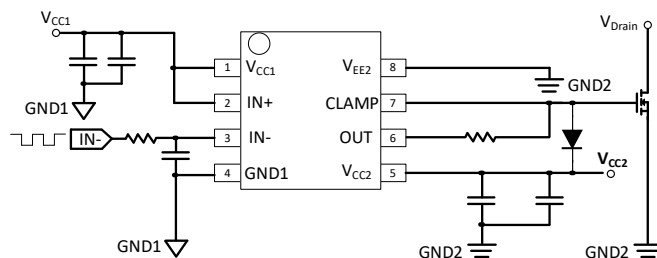 VCC1
VDrain
1 VCC1 VEE2 8
GND2
GND1
2 IN+ CLAMP 7
IN- 3 IN- OUT 6
4 GND1 VCC2 5
VCC2
GND1
GND2
GND2